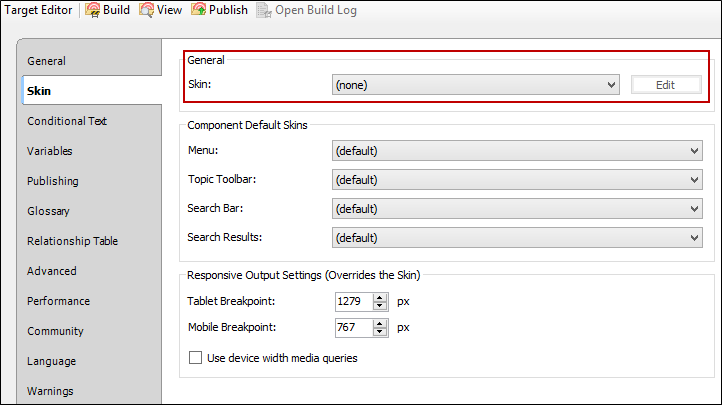 Target Editor Build View Publish Open Build Log
General
Skin
Conditional Text
Variables
Publishing
Glossary
Relationship Table
Advanced
Performance
Community
Language
Warnings
General
Skin: (none) Edit
Component Default Skins
Menu: (default)
Topic Toolbar: (default)
Search Bar: (default)
Search Results: (default)
Responsive Output Settings (Overrides the Skin)
Tablet Breakpoint: 1279 px
Mobile Breakpoint: 767 px
Use device width media queries